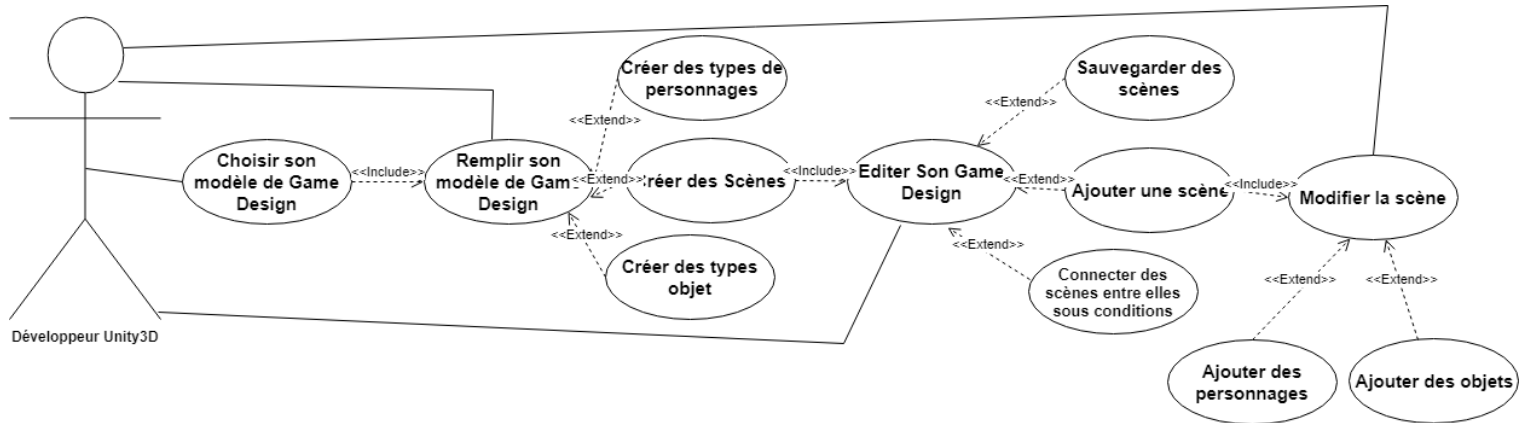 Créer des types de
personnages
<<Extend>>
Sauvegarder des
scènes
<<Extend>>
Choisir son
modèle de Game
Design
<<Include>>
Remplir son
modèle de Game
Design
<<Extend>>
réer des Scènes
<<Include>>
Editer Son Game
Design
<<Extend>>
Ajouter une scène
<<Include>>
Modifier la scène
<<Extend>>
Créer des types
objet
<<Extend>>
Connecter des
scènes entre elles
sous conditions
<<Extend>>
<<Extend>>
Développeur Unity3D
Ajouter des
personnages
Ajouter des objets